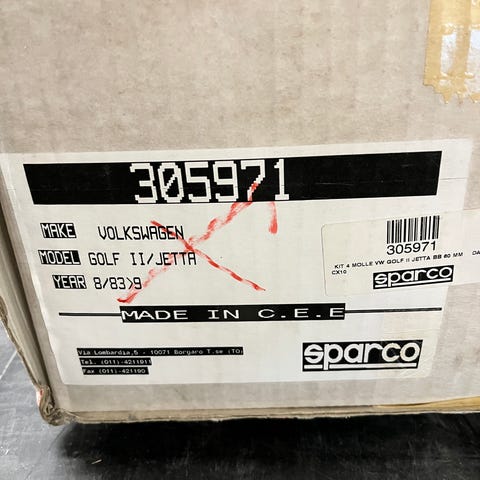 305971
MAKE VOLKSWAGEN
MODEL GOLF II/JETTA
YEAR 8/83>9
MADE IN C.E.E
Via Lombardia,5 - 10071 Borgaro T.se (TO)
Tel. (011)-4211911
Fax (011)-421190
sparco
305971
KIT 4 MOLLE VW GOLF II JETTA BB 60 MM DA
CX10
sparco